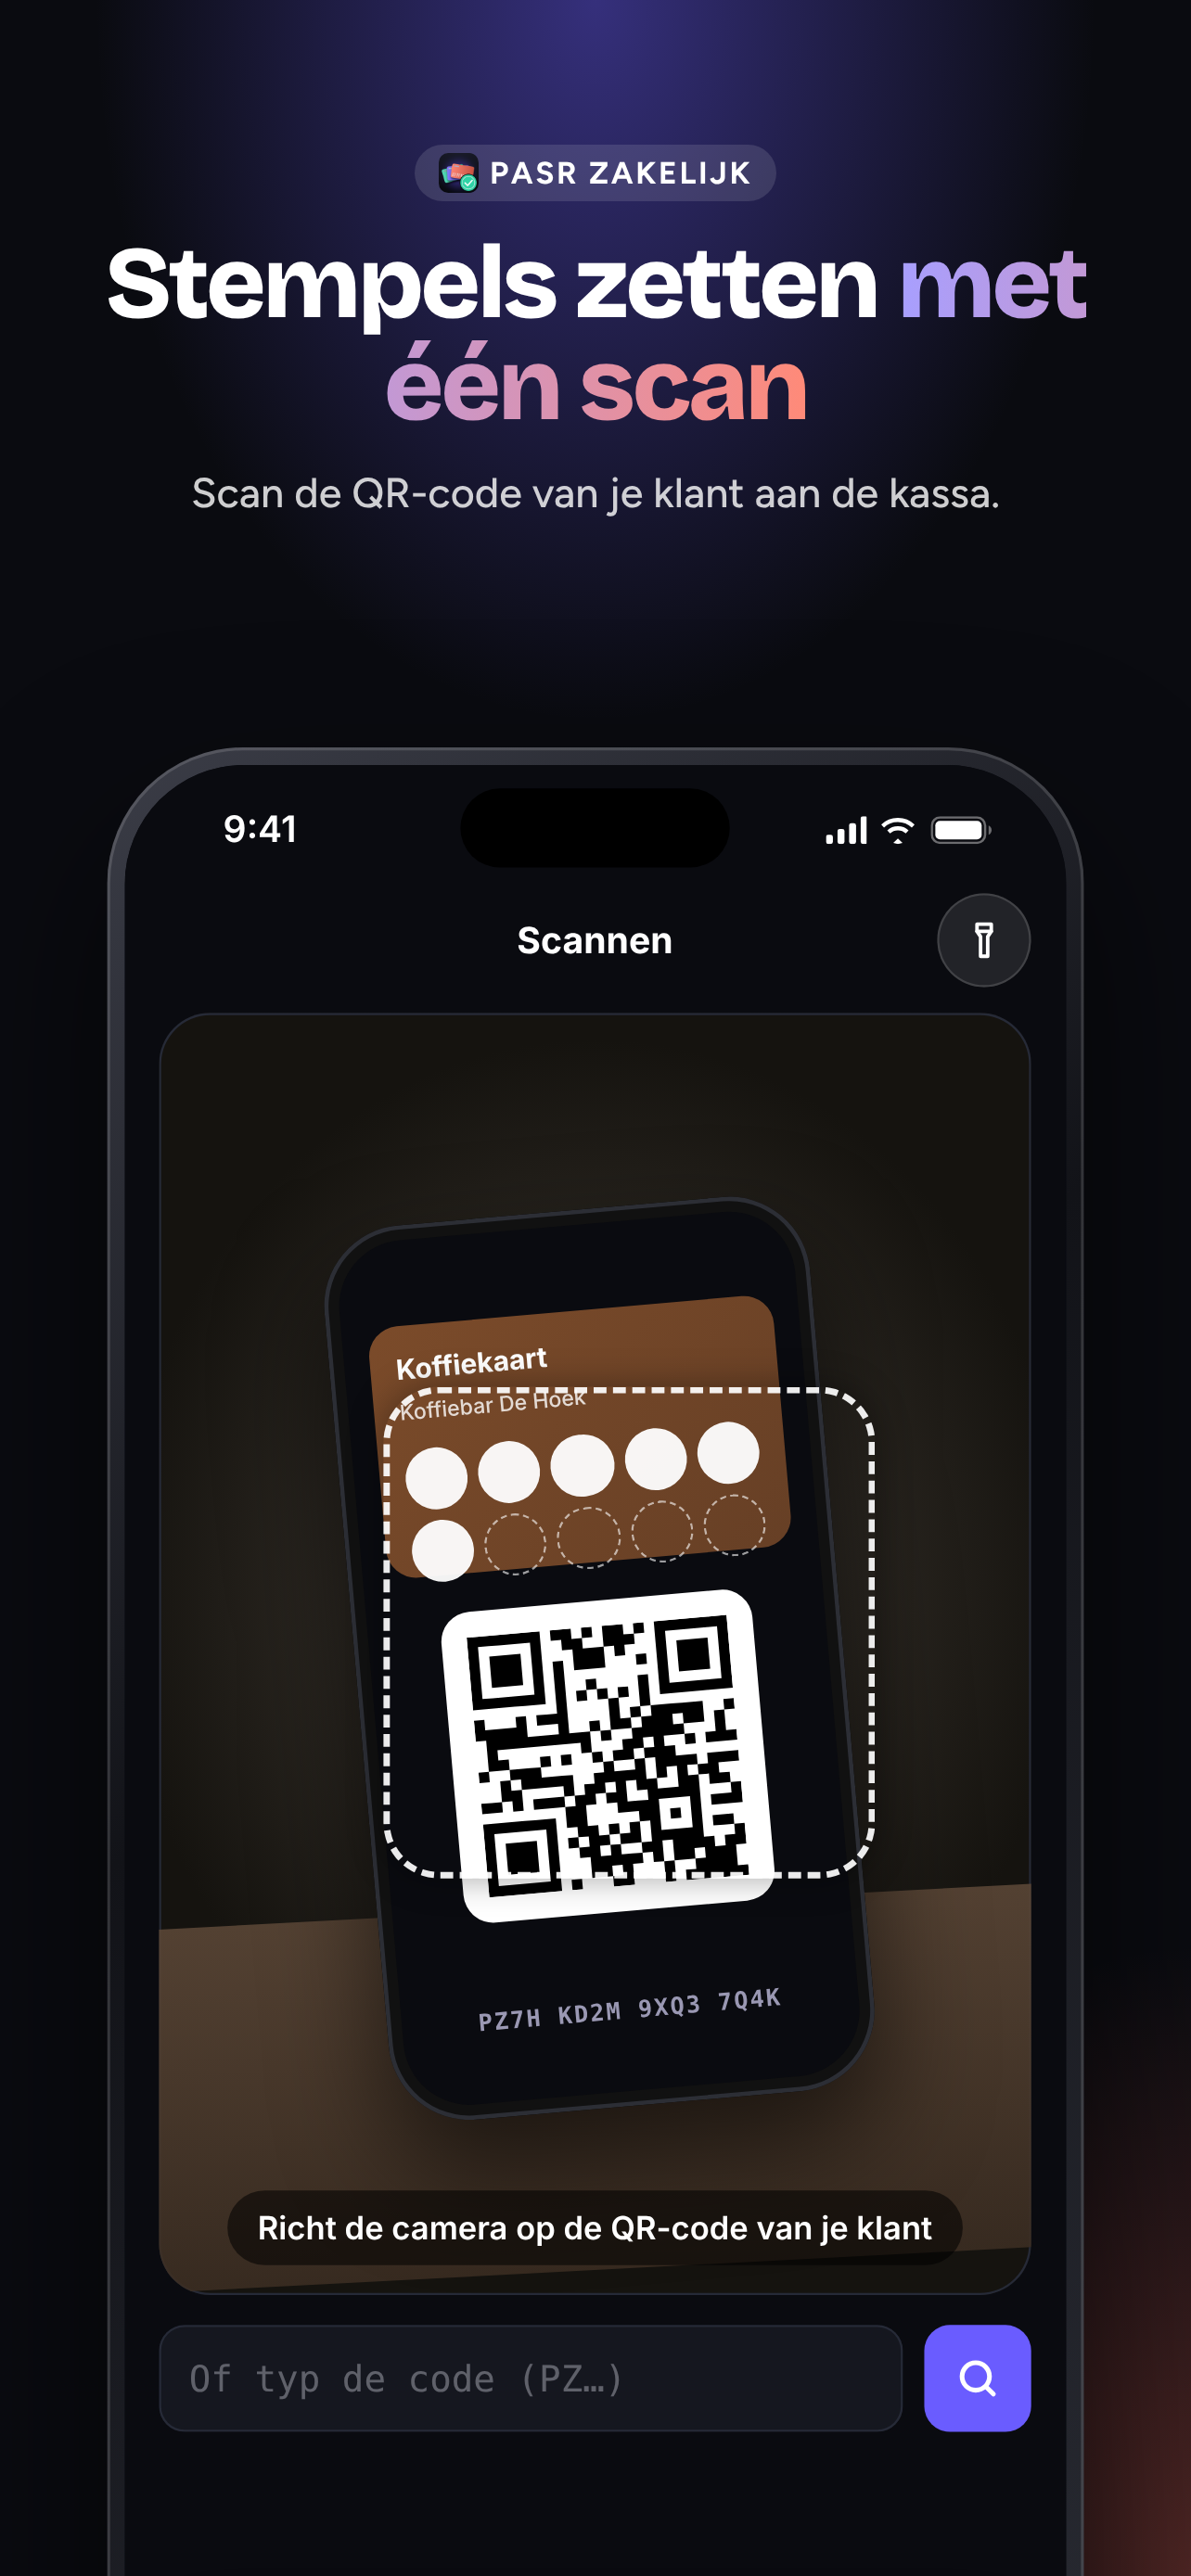 PASR ZAKELIJK
Stempels zetten met
één scan
Scan de QR-code van je klant aan de kassa.
9:41
Scannen
Koffiekaart
Koffiebar De Hoek
PZ7H KD2M 9XQ3 7Q4K
Richt de camera op de QR-code van je klant
Of typ de code (PZ…)